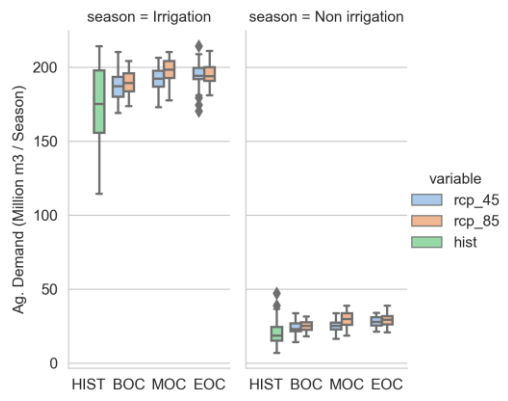 season = Irrigation
season = Non irrigation
Ag. Demand (Million m3 / Season)
200
150
100
50
0
HIST BOC MOC EOC
HIST BOC MOC EOC
variable
rcp_45
rcp_85
hist